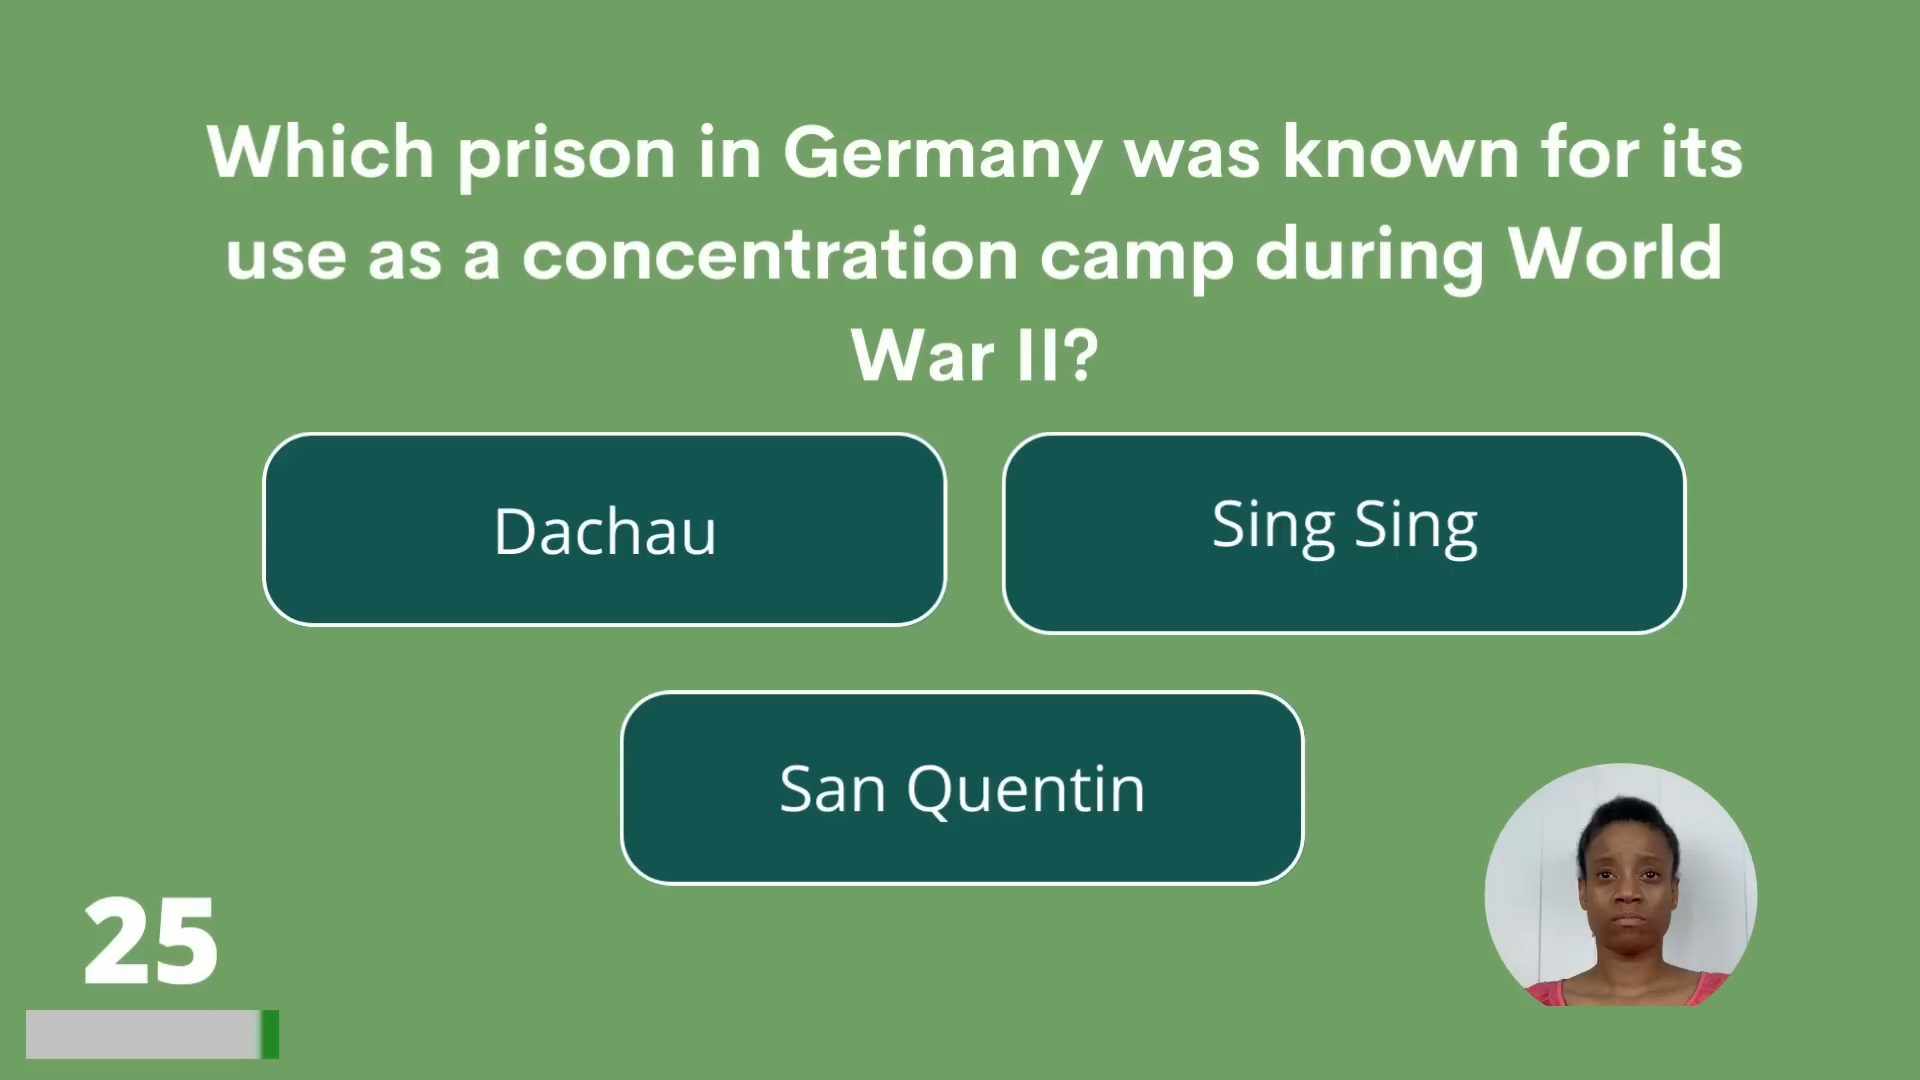 Which prison in Germany was known for its
use as a concentration camp during World
War II?
Dachau
Sing Sing
San Quentin
25